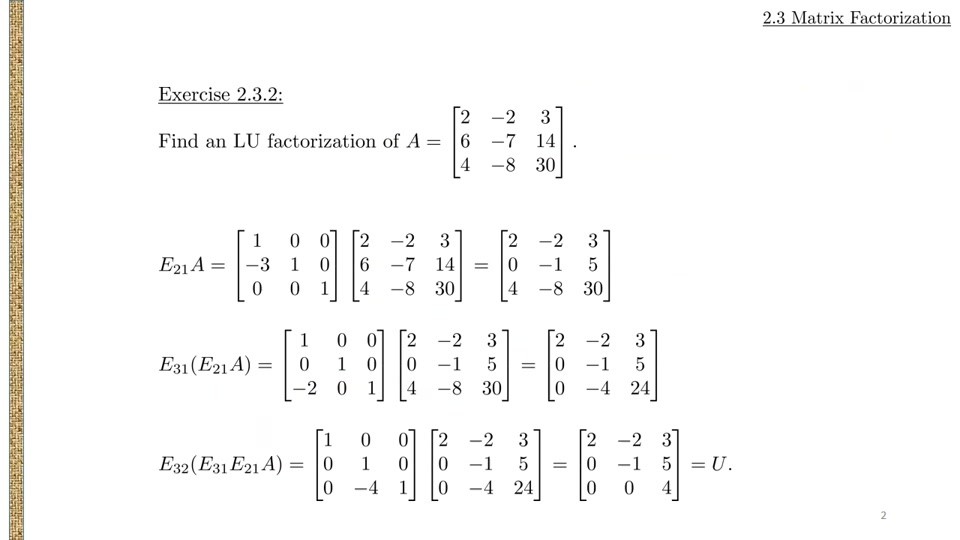 2.3 Matrix Factorization
Exercise 2.3.2:
Find an LU factorization of A = [2 −2 3; 6 −7 14; 4 −8 30] .
E₂₁A = [1 0 0; −3 1 0; 0 0 1] [2 −2 3; 6 −7 14; 4 −8 30] = [2 −2 3; 0 −1 5; 4 −8 30]
E₃₁(E₂₁A) = [1 0 0; 0 1 0; −2 0 1] [2 −2 3; 0 −1 5; 4 −8 30] = [2 −2 3; 0 −1 5; 0 −4 24]
E₃₂(E₃₁E₂₁A) = [1 0 0; 0 1 0; 0 −4 1] [2 −2 3; 0 −1 5; 0 −4 24] = [2 −2 3; 0 −1 5; 0 0 4] = U.
2